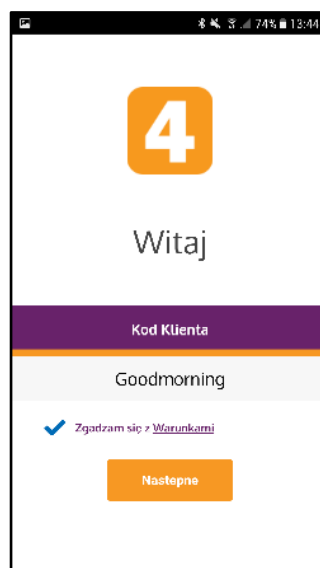 74% 13:44
4
Witaj
Kod Klienta
Goodmorning
Zgadzam się z Warunkami
Nastepne